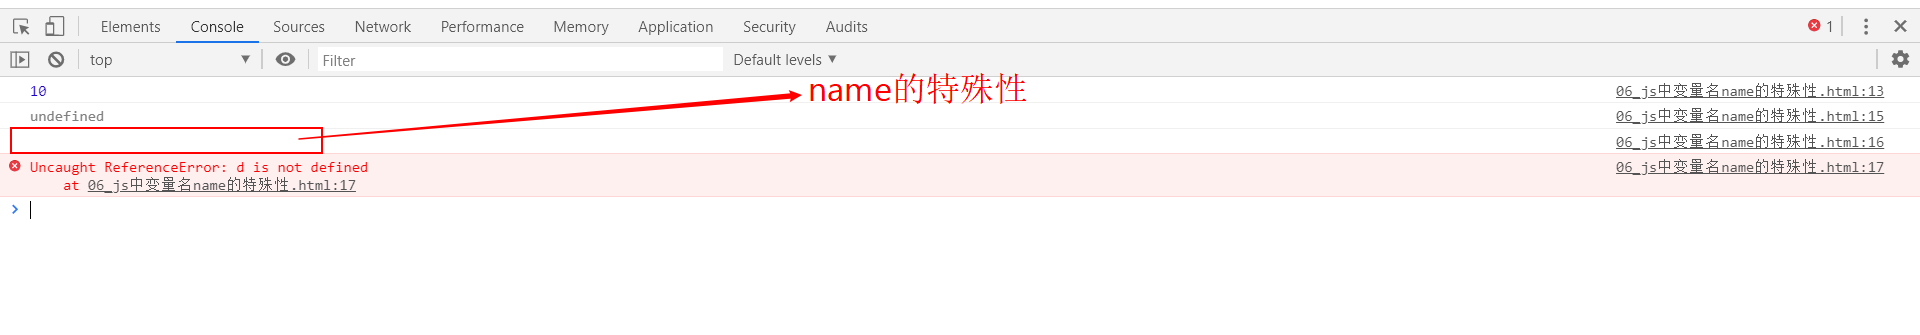 Elements Console Sources Network Performance Memory Application Security Audits 1
top Filter Default levels
name的特殊性
10 06_js中变量名name的特殊性.html:13
undefined 06_js中变量名name的特殊性.html:15
06_js中变量名name的特殊性.html:16
Uncaught ReferenceError: d is not defined 06_js中变量名name的特殊性.html:17
at 06_js中变量名name的特殊性.html:17